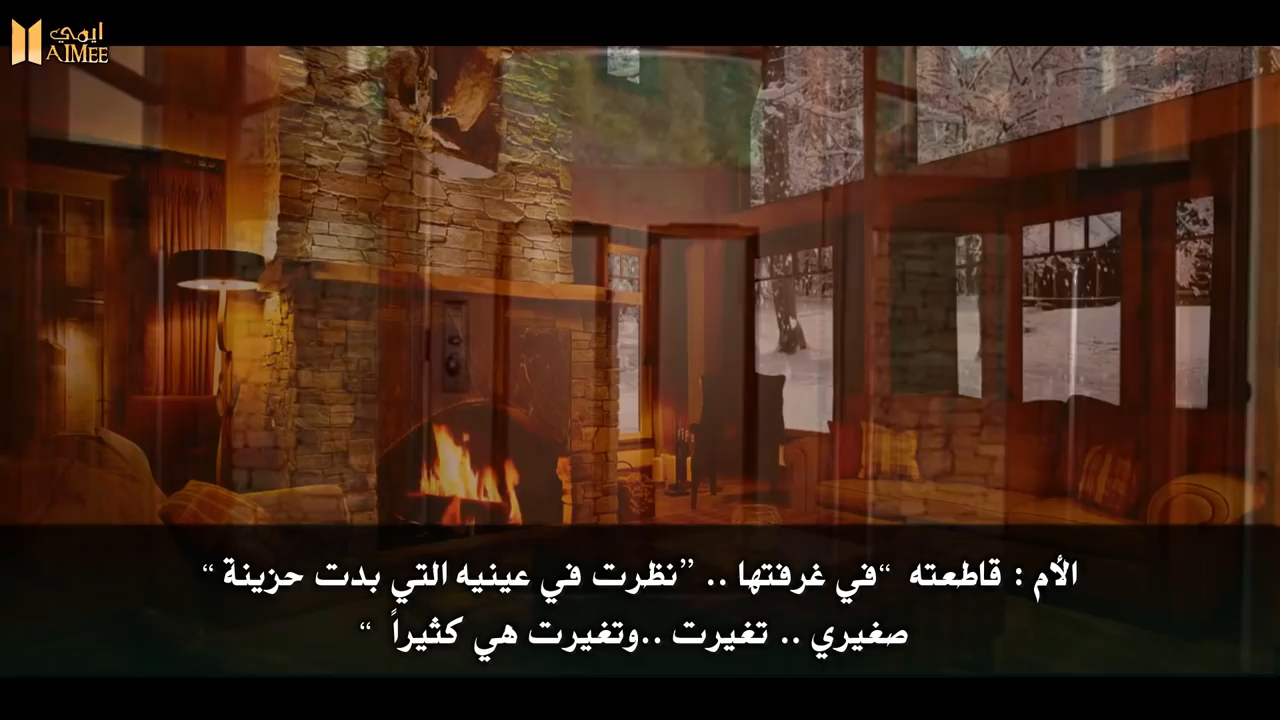 ايمي
AIMEE
الأم : قاطعته “في غرفتها .. ”نظرت في عينيه التي بدت حزينة “
صغيري .. تغيرت ..وتغيرت هي كثيراً “